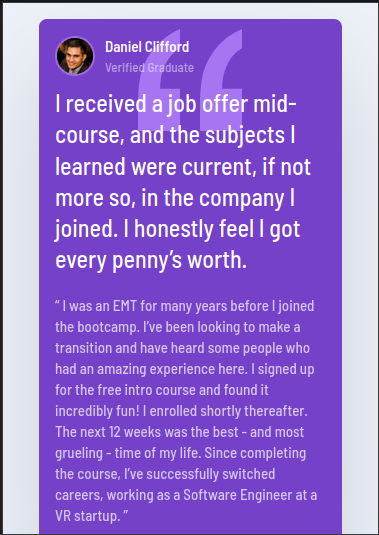 Daniel Clifford
Verified Graduate
I received a job offer mid-
course, and the subjects I
learned were current, if not
more so, in the company I
joined. I honestly feel I got
every penny’s worth.
“ I was an EMT for many years before I joined
the bootcamp. I’ve been looking to make a
transition and have heard some people who
had an amazing experience here. I signed up
for the free intro course and found it
incredibly fun! I enrolled shortly thereafter.
The next 12 weeks was the best - and most
grueling - time of my life. Since completing
the course, I’ve successfully switched
careers, working as a Software Engineer at a
VR startup. ”